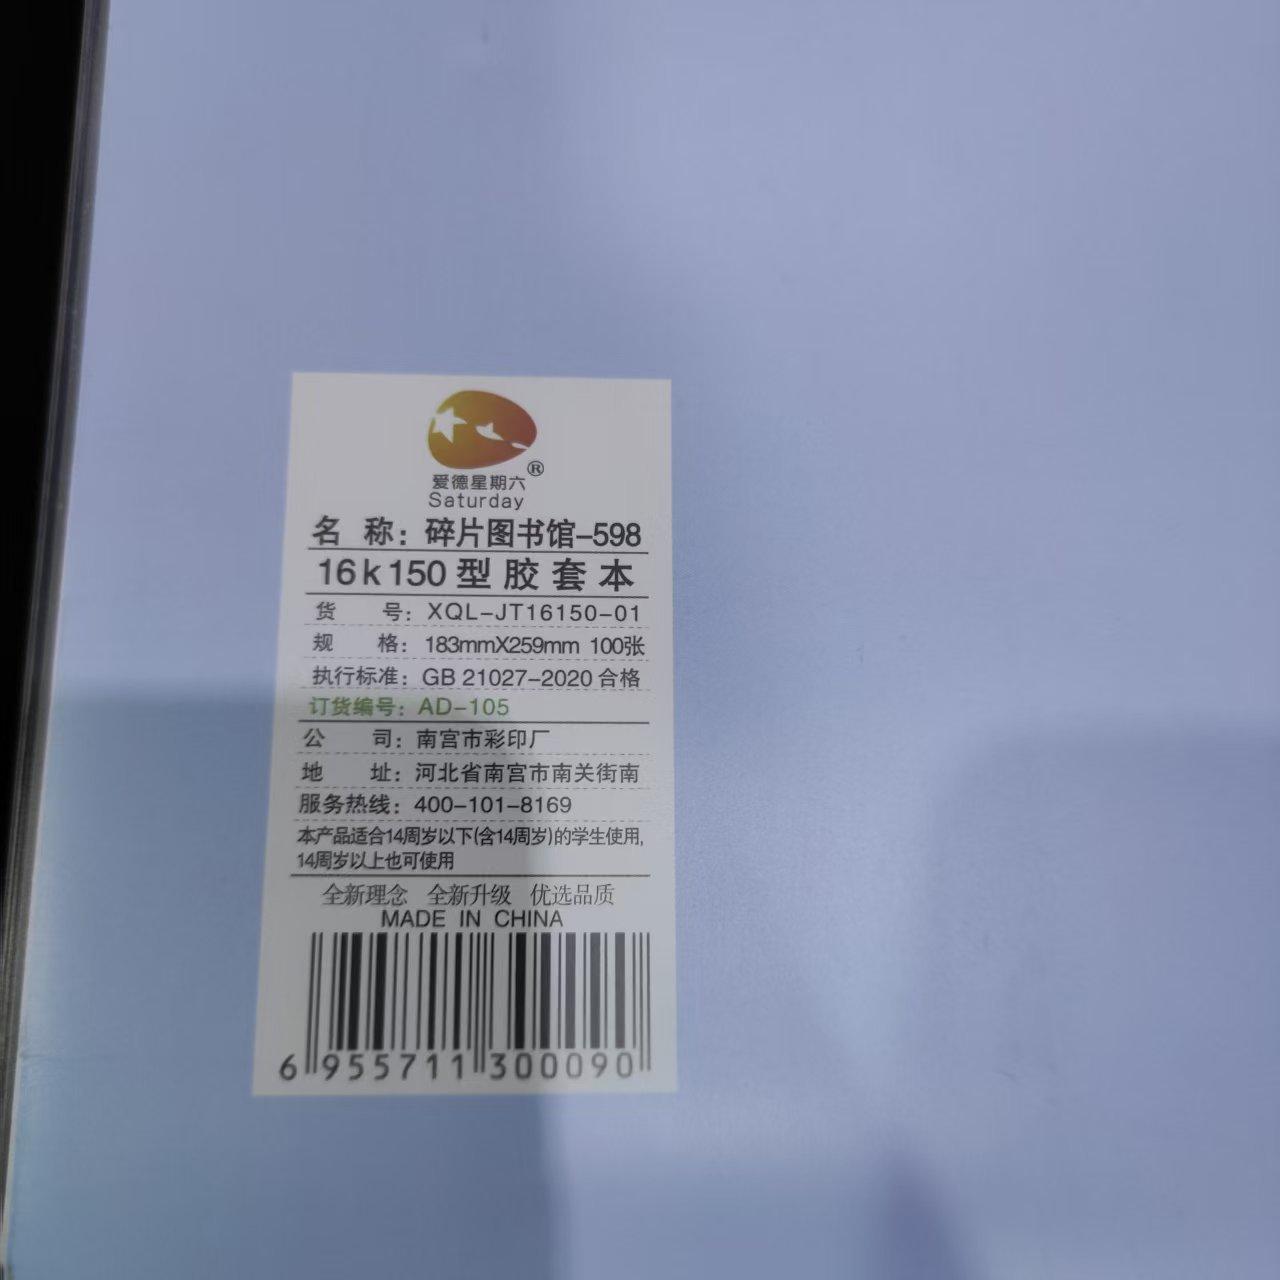 爱德星期六®
Saturday
名 称：碎片图书馆-598
16k150型胶套本
货 号：XQL-JT16150-01
规 格：183mmX259mm 100张
执行标准：GB 21027-2020 合格
订货编号：AD-105
公 司：南宫市彩印厂
地 址：河北省南宫市南关街南
服务热线：400-101-8169
本产品适合14周岁以下(含14周岁)的学生使用,
14周岁以上也可使用
全新理念 全新升级 优选品质
MADE IN CHINA
6 955711 300090